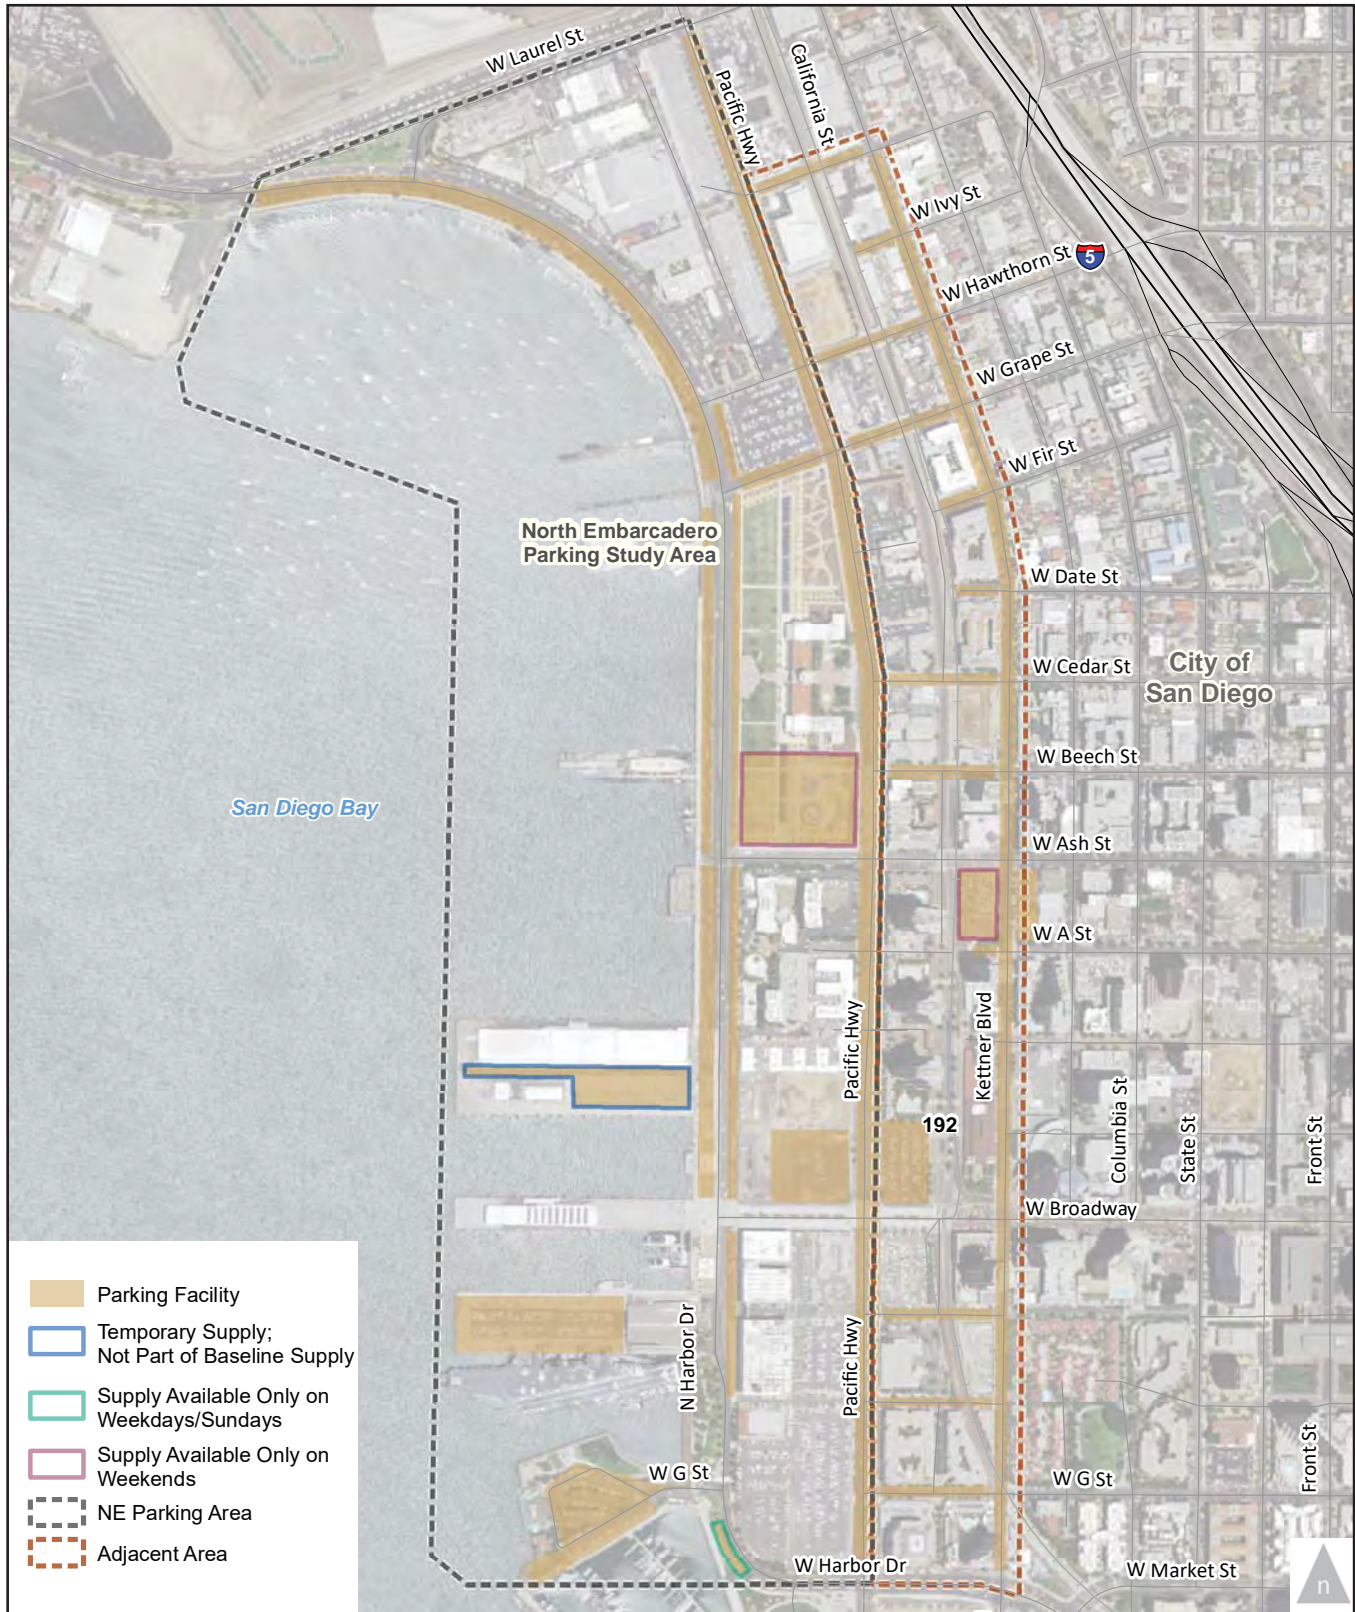 W Laurel St
Pacific Hwy
California St
W Ivy St
W Hawthorn St
5
W Grape St
W Fir St
North Embarcadero
Parking Study Area
W Date St
W Cedar St
City of
San Diego
W Beech St
San Diego Bay
W Ash St
W A St
Pacific Hwy
Kettner Blvd
Columbia St
State St
Front St
192
W Broadway
N Harbor Dr
Pacific Hwy
Front St
W G St
W G St
W Harbor Dr
W Market St
Parking Facility
Temporary Supply;
Not Part of Baseline Supply
Supply Available Only on
Weekdays/Sundays
Supply Available Only on
Weekends
NE Parking Area
Adjacent Area
n